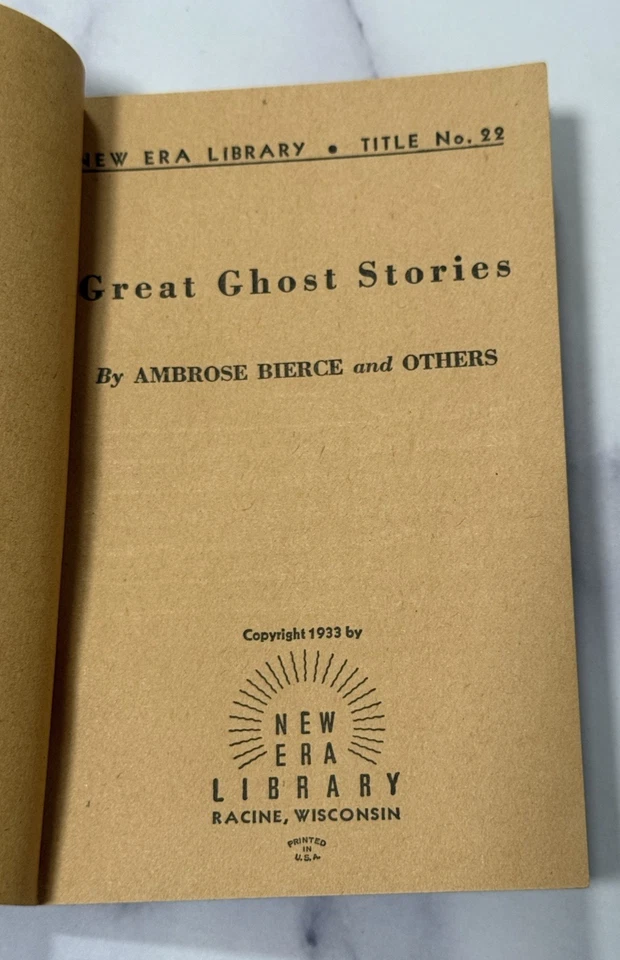 NEW ERA LIBRARY • TITLE No. 22
Great Ghost Stories
By AMBROSE BIERCE and OTHERS
Copyright 1933 by
NEW
ERA
LIBRARY
RACINE, WISCONSIN
PRINTED
IN
U.S.A.